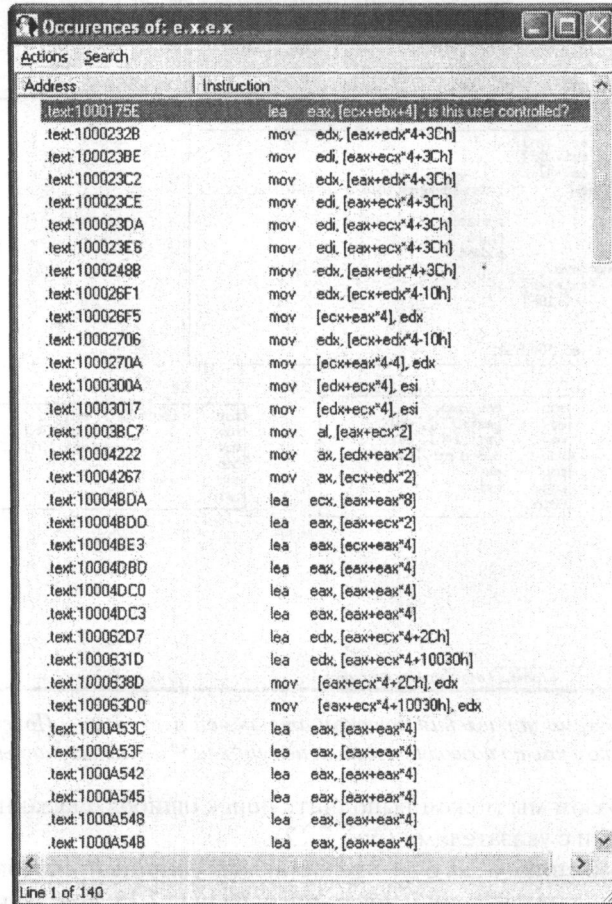 Occurences of: e.x.e.x
Actions Search
Address Instruction
.text:1000175E lea eax, [ecx+ebx+4] ; is this user controlled?
.text:1000232B mov edx, [eax+edx*4+3Ch]
.text:100023BE mov edi, [eax+ecx*4+3Ch]
.text:100023C2 mov edx, [eax+ecx*4+3Ch]
.text:100023CE mov edi, [eax+ecx*4+3Ch]
.text:100023DA mov edi, [eax+ecx*4+3Ch]
.text:100023E6 mov edi, [eax+ecx*4+3Ch]
.text:1000248B mov edx, [eax+edx*4+3Ch]
.text:100026F1 mov edx, [ecx+edx*4-10h]
.text:100026F5 mov [ecx+eax*4], edx
.text:10002706 mov edx, [ecx+edx*4-10h]
.text:1000270A mov [ecx+eax*4-4], edx
.text:1000300A mov [edx+ecx*4], esi
.text:10003017 mov [edx+ecx*4], esi
.text:10003BC7 mov al, [eax+ecx*2]
.text:10004222 mov ax, [edx+eax*2]
.text:10004267 mov ax, [ecx+edx*2]
.text:10004BDA lea ecx, [eax+eax*8]
.text:10004BDD lea eax, [eax+ecx*2]
.text:10004BE3 lea eax, [ecx+eax*4]
.text:10004DBD lea eax, [eax+eax*4]
.text:10004DC0 lea eax, [eax+eax*4]
.text:10004DC3 lea eax, [eax+eax*4]
.text:100062D7 lea edx, [eax+ecx*4+2Ch]
.text:1000631D lea edx, [eax+ecx*4+10030h]
.text:1000638D mov [eax+ecx*4+2Ch], edx
.text:100063D0 mov [eax+ecx*4+10030h], edx
.text:1000A53C lea eax, [eax+eax*4]
.text:1000A53F lea eax, [eax+eax*4]
.text:1000A542 lea eax, [eax+eax*4]
.text:1000A545 lea eax, [eax+eax*4]
.text:1000A548 lea eax, [eax+eax*4]
.text:1000A54B lea eax, [eax+eax*4]
Line 1 of 140